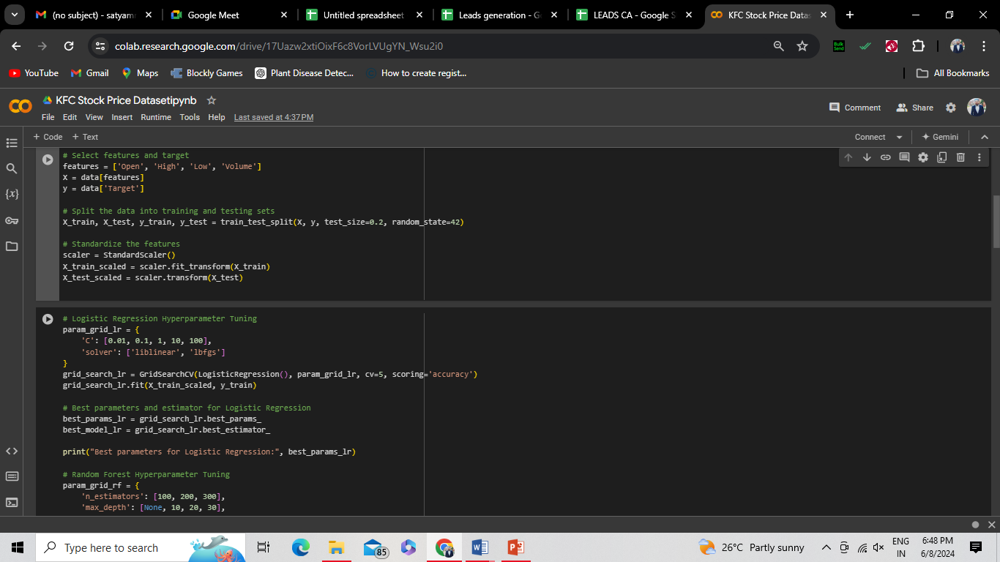 (no subject) - satyam
Google Meet
Untitled spreadsheet
Leads generation - Go
LEADS CA - Google S
KFC Stock Price Datas
colab.research.google.com/drive/17Uazw2xtiOixF6c8VorLVUgYN_Wsu2i0
Bulk Send
YouTube
Gmail
Maps
Blockly Games
Plant Disease Detec...
How to create regist...
All Bookmarks
KFC Stock Price Datasetipynb
Comment
Share
File Edit View Insert Runtime Tools Help Last saved at 4:37 PM
+ Code + Text
Connect
Gemini
# Select features and target
features = ['Open', 'High', 'Low', 'Volume']
X = data[features]
y = data['Target']
# Split the data into training and testing sets
X_train, X_test, y_train, y_test = train_test_split(X, y, test_size=0.2, random_state=42)
# Standardize the features
scaler = StandardScaler()
X_train_scaled = scaler.fit_transform(X_train)
X_test_scaled = scaler.transform(X_test)
# Logistic Regression Hyperparameter Tuning
param_grid_lr = {
'C': [0.01, 0.1, 1, 10, 100],
'solver': ['liblinear', 'lbfgs']
}
grid_search_lr = GridSearchCV(LogisticRegression(), param_grid_lr, cv=5, scoring='accuracy')
grid_search_lr.fit(X_train_scaled, y_train)
# Best parameters and estimator for Logistic Regression
best_params_lr = grid_search_lr.best_params_
best_model_lr = grid_search_lr.best_estimator_
print("Best parameters for Logistic Regression:", best_params_lr)
# Random Forest Hyperparameter Tuning
param_grid_rf = {
'n_estimators': [100, 200, 300],
'max_depth': [None, 10, 20, 30],
Type here to search
85
26°C Partly sunny
ENG
IN
6:48 PM
6/8/2024